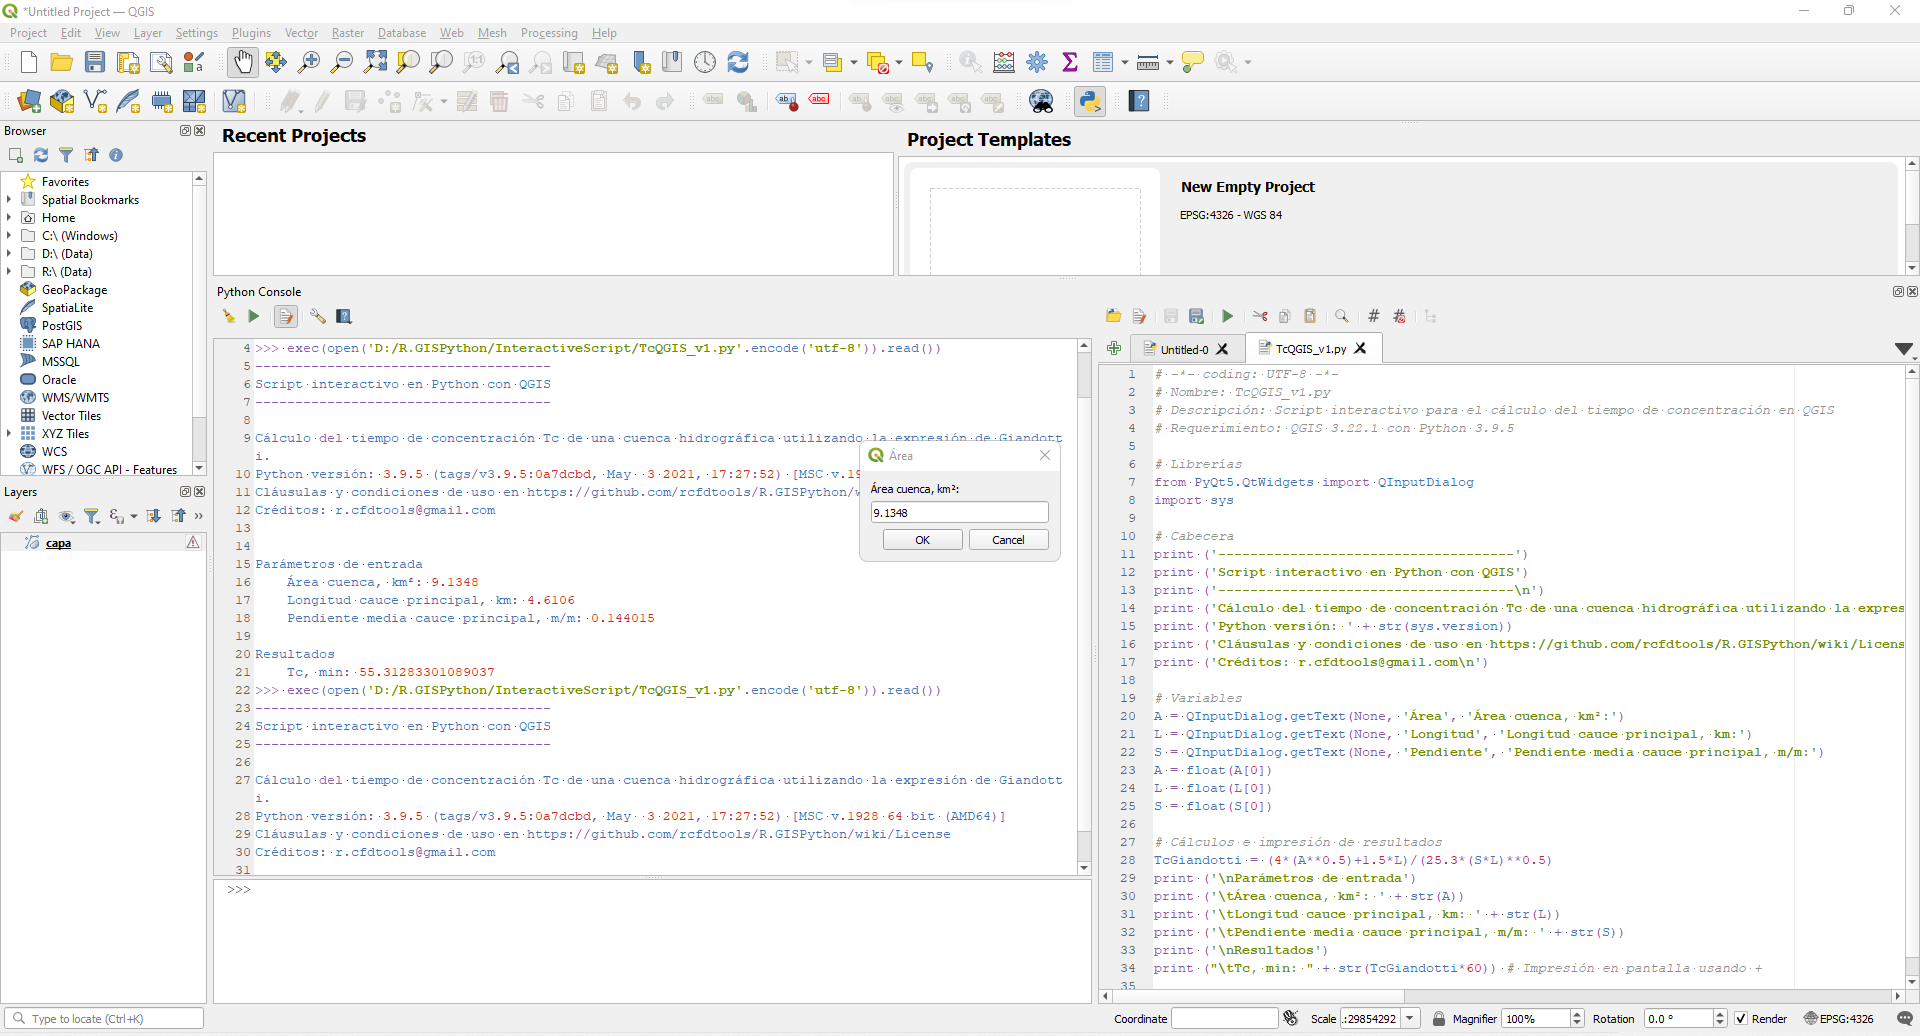 *Untitled Project — QGIS
Project Edit View Layer Settings Plugins Vector Raster Database Web Mesh Processing Help
Browser
Favorites
Spatial Bookmarks
Home
C:\ (Windows)
D:\ (Data)
R:\ (Data)
GeoPackage
SpatiaLite
PostGIS
SAP HANA
MSSQL
Oracle
WMS/WMTS
Vector Tiles
XYZ Tiles
WCS
WFS / OGC API - Features
Layers
capa
Recent Projects
Project Templates
New Empty Project
EPSG:4326 - WGS 84
Python Console
4 >>> exec(open('D:/R.GISPython/InteractiveScript/TcQGIS_v1.py'.encode('utf-8')).read())
5 -------------------------------------
6 Script interactivo en Python con QGIS
7 -------------------------------------
8
9 Cálculo del tiempo de concentración Tc de una cuenca hidrográfica utilizando la expresión de Giandott
i.
10 Python versión: 3.9.5 (tags/v3.9.5:0a7dcbd, May  3 2021, 17:27:52) [MSC v.19
11 Cláusulas y condiciones de uso en https://github.com/rcfdtools/R.GISPython/w
12 Créditos: r.cfdtools@gmail.com
13
14
15 Parámetros de entrada
16 Área cuenca, km²: 9.1348
17 Longitud cauce principal, km: 4.6106
18 Pendiente media cauce principal, m/m: 0.144015
19
20 Resultados
21 Tc, min: 55.31283301089037
22 >>> exec(open('D:/R.GISPython/InteractiveScript/TcQGIS_v1.py'.encode('utf-8')).read())
23 -------------------------------------
24 Script interactivo en Python con QGIS
25 -------------------------------------
26
27 Cálculo del tiempo de concentración Tc de una cuenca hidrográfica utilizando la expresión de Giandott
i.
28 Python versión: 3.9.5 (tags/v3.9.5:0a7dcbd, May  3 2021, 17:27:52) [MSC v.1928 64 bit (AMD64)]
29 Cláusulas y condiciones de uso en https://github.com/rcfdtools/R.GISPython/wiki/License
30 Créditos: r.cfdtools@gmail.com
31
>>>
Área
Área cuenca, km²:
9.1348
OK Cancel
Untitled-0 TcQGIS_v1.py
1 # -*- coding: UTF-8 -*-
2 # Nombre: TcQGIS_v1.py
3 # Descripción: Script interactivo para el cálculo del tiempo de concentración en QGIS
4 # Requerimiento: QGIS 3.22.1 con Python 3.9.5
5
6 # Librerías
7 from PyQt5.QtWidgets import QInputDialog
8 import sys
9
10 # Cabecera
11 print ('-------------------------------------')
12 print ('Script interactivo en Python con QGIS')
13 print ('-------------------------------------\n')
14 print ('Cálculo del tiempo de concentración Tc de una cuenca hidrográfica utilizando la expres
15 print ('Python versión: ' + str(sys.version))
16 print ('Cláusulas y condiciones de uso en https://github.com/rcfdtools/R.GISPython/wiki/Licens
17 print ('Créditos: r.cfdtools@gmail.com\n')
18
19 # Variables
20 A = QInputDialog.getText(None, 'Área', 'Área cuenca, km²:')
21 L = QInputDialog.getText(None, 'Longitud', 'Longitud cauce principal, km:')
22 S = QInputDialog.getText(None, 'Pendiente', 'Pendiente media cauce principal, m/m:')
23 A = float(A[0])
24 L = float(L[0])
25 S = float(S[0])
26
27 # Cálculos e impresión de resultados
28 TcGiandotti = (4*(A**0.5)+1.5*L)/(25.3*(S*L)**0.5)
29 print ('\nParámetros de entrada')
30 print ('\tÁrea cuenca, km²: ' + str(A))
31 print ('\tLongitud cauce principal, km: ' + str(L))
32 print ('\tPendiente media cauce principal, m/m: ' + str(S))
33 print ('\nResultados')
34 print ("\tTc, min: " + str(TcGiandotti*60)) # Impresión en pantalla usando +
35
Type to locate (Ctrl+K)
Coordinate Scale .:29854292 Magnifier 100% Rotation 0.0 ° Render EPSG:4326